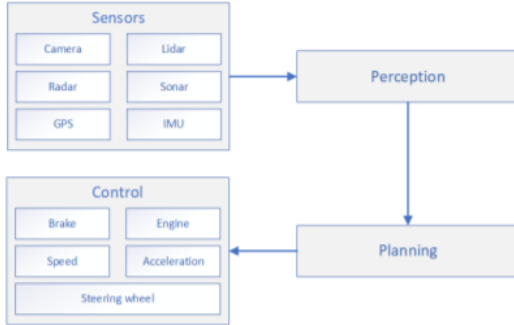 Sensors
Camera
Lidar
Radar
Sonar
GPS
IMU
Perception
Control
Brake
Engine
Speed
Acceleration
Steering wheel
Planning